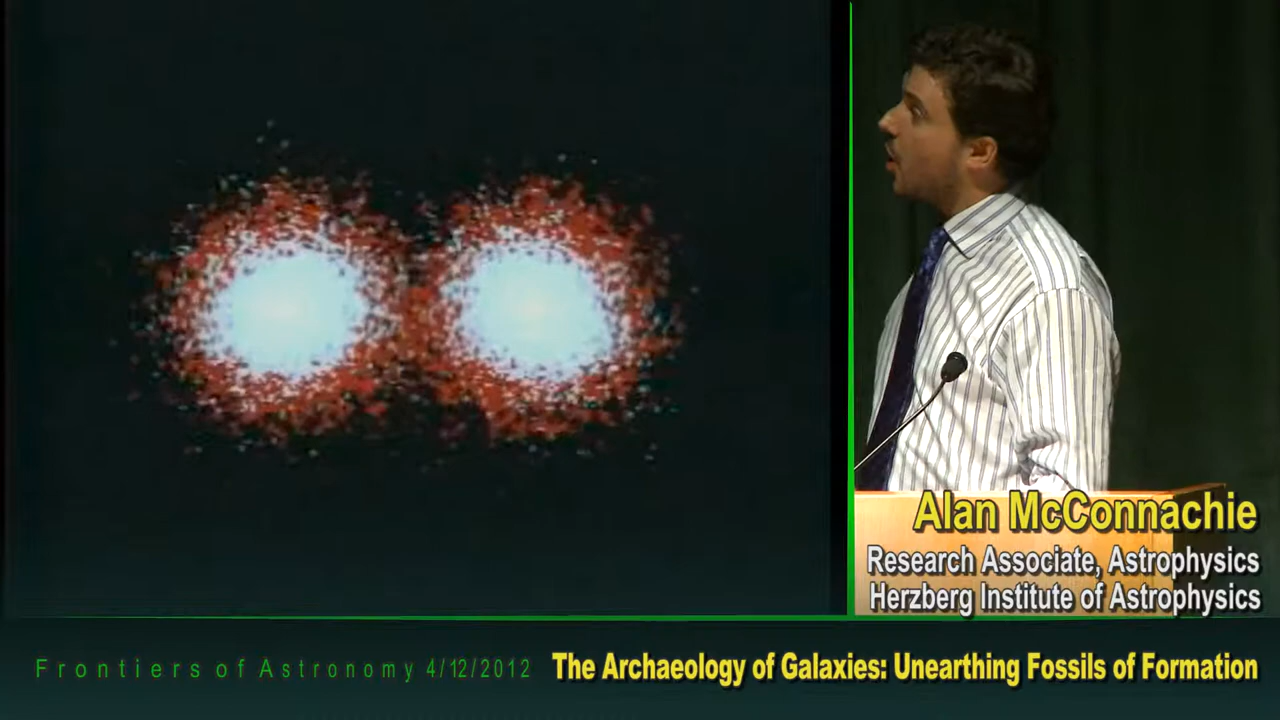 Alan McConnachie
Research Associate, Astrophysics
Herzberg Institute of Astrophysics
Frontiers of Astronomy 4/12/2012
The Archaeology of Galaxies: Unearthing Fossils of Formation